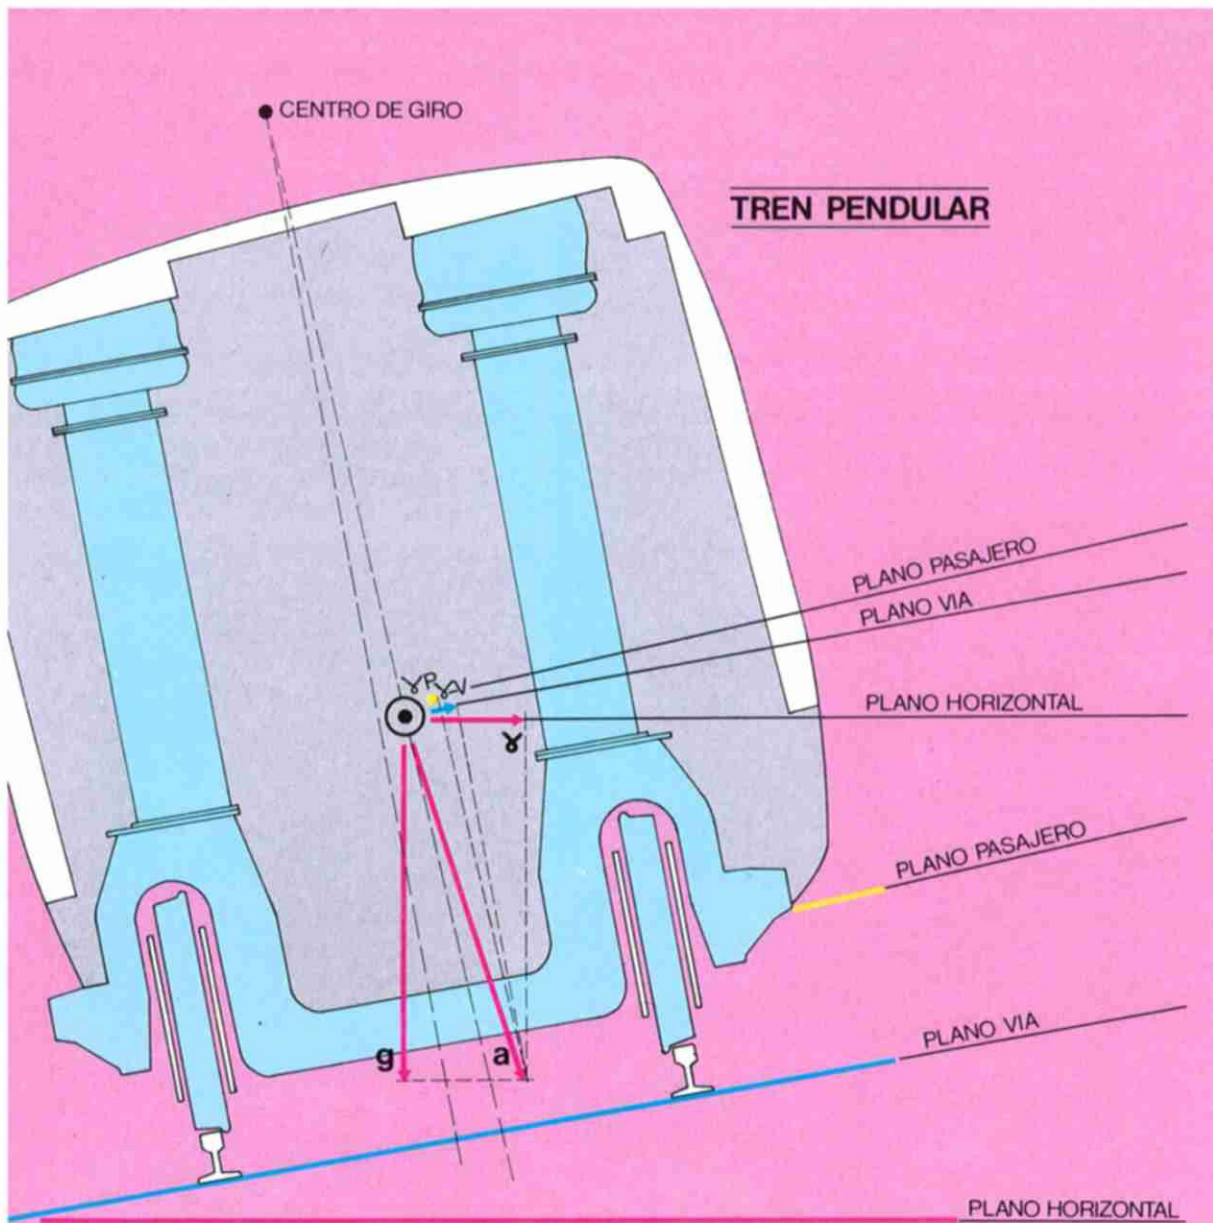 CENTRO DE GIRO
TREN PENDULAR
PLANO PASAJERO
PLANO VIA
γP γV
PLANO HORIZONTAL
γ
PLANO PASAJERO
g a
PLANO VIA
PLANO HORIZONTAL